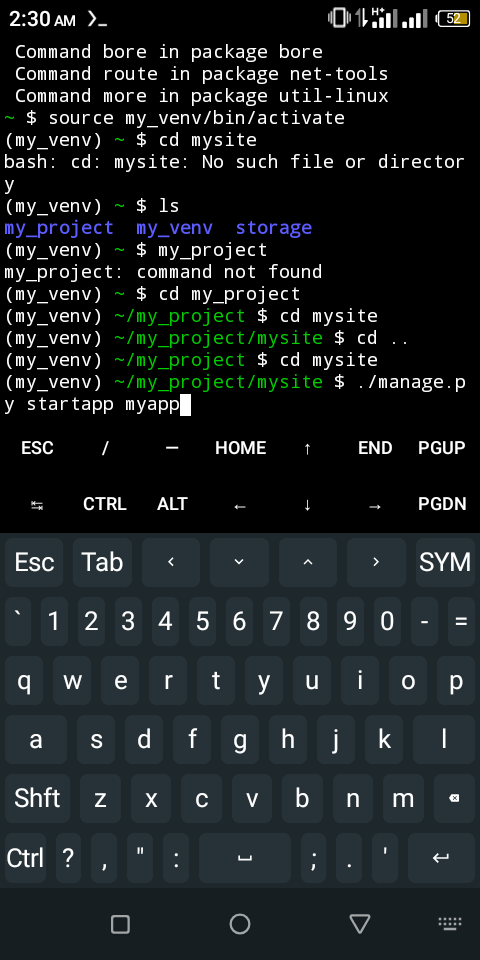 2:30 AM
H+
52
Command bore in package bore
Command route in package net-tools
Command more in package util-linux
~ $ source my_venv/bin/activate
(my_venv) ~ $ cd mysite
bash: cd: mysite: No such file or director
y
(my_venv) ~ $ ls
my_project my_venv storage
(my_venv) ~ $ my_project
my_project: command not found
(my_venv) ~ $ cd my_project
(my_venv) ~/my_project $ cd mysite
(my_venv) ~/my_project/mysite $ cd ..
(my_venv) ~/my_project $ cd mysite
(my_venv) ~/my_project/mysite $ ./manage.p
y startapp myapp
ESC / — HOME ↑ END PGUP
↹ CTRL ALT ← ↓ → PGDN
Esc Tab ‹ ⌄ ^ › SYM
` 1 2 3 4 5 6 7 8 9 0 - =
q w e r t y u i o p
a s d f g h j k l
Shft z x c v b n m
Ctrl ? , " : ; . '